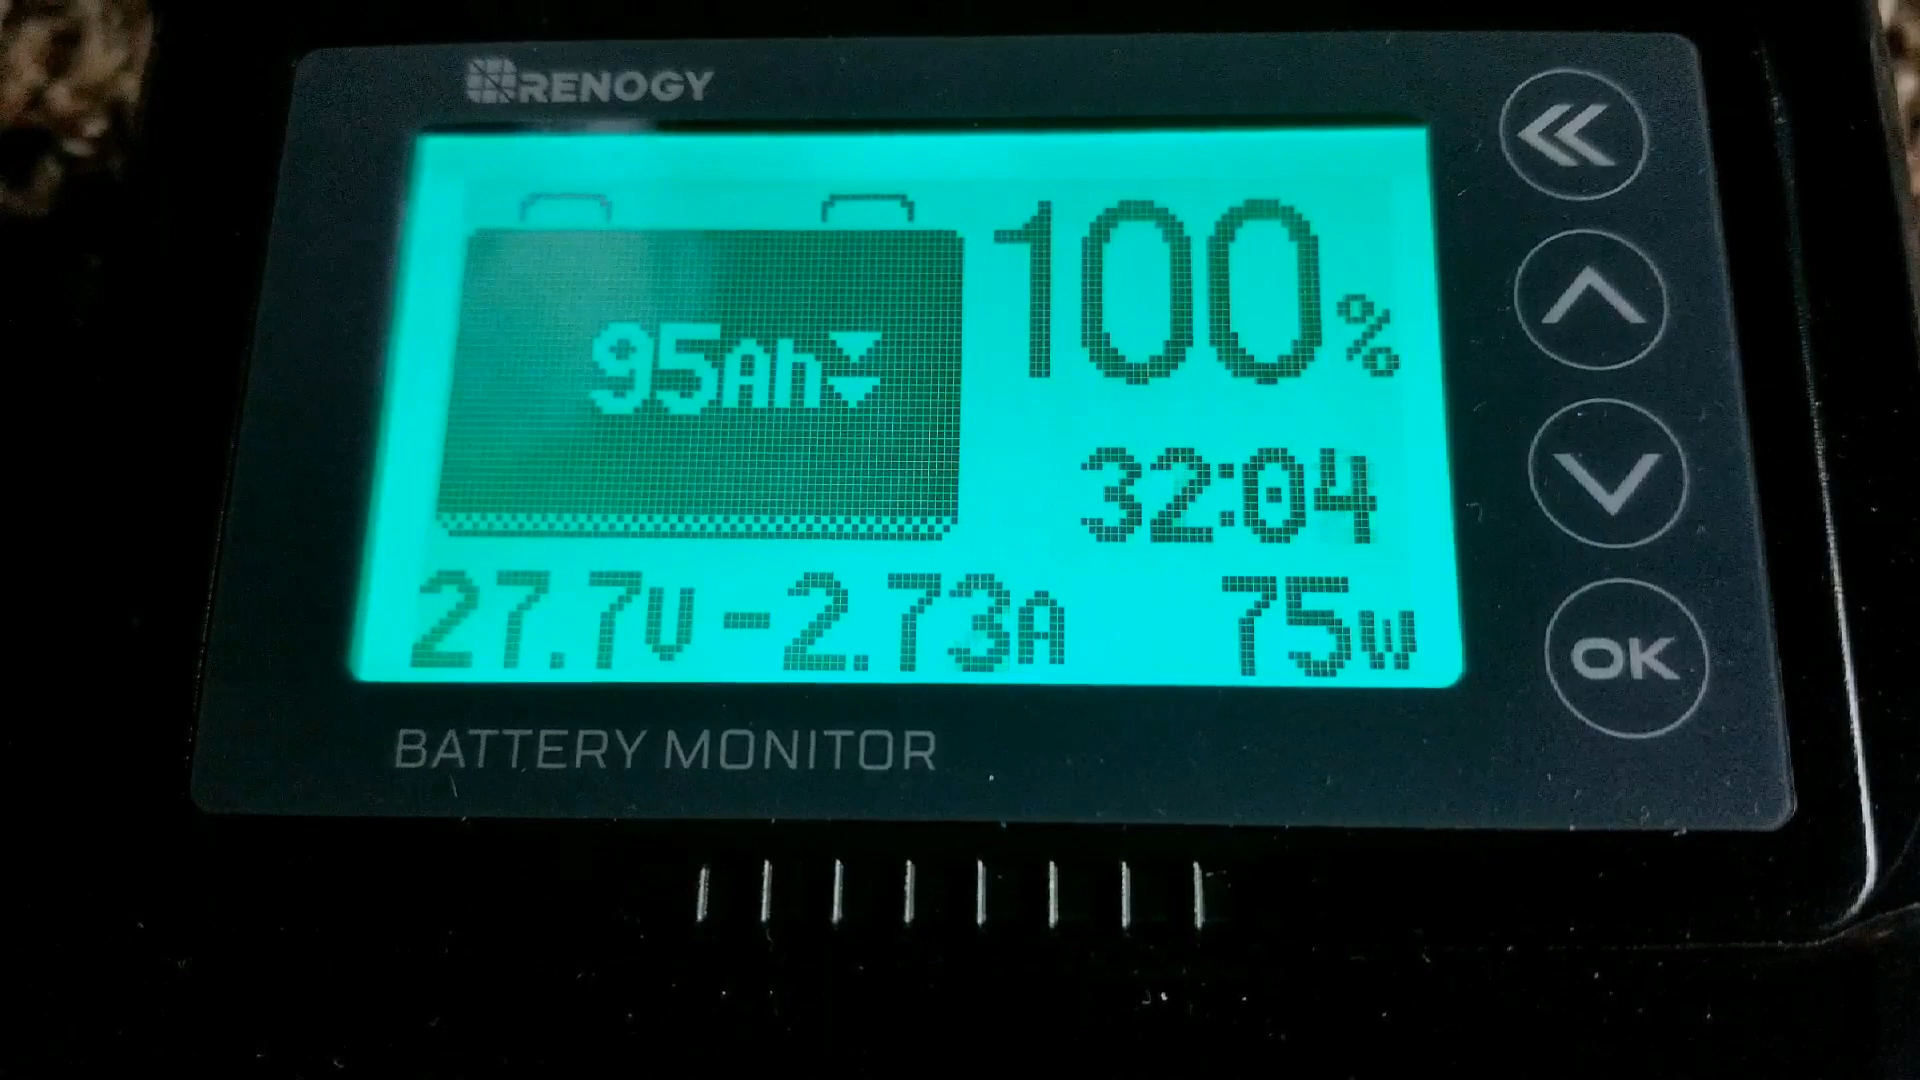 RENOGY
95Ah
100%
32:04
27.7V -2.73A 75W
OK
BATTERY MONITOR